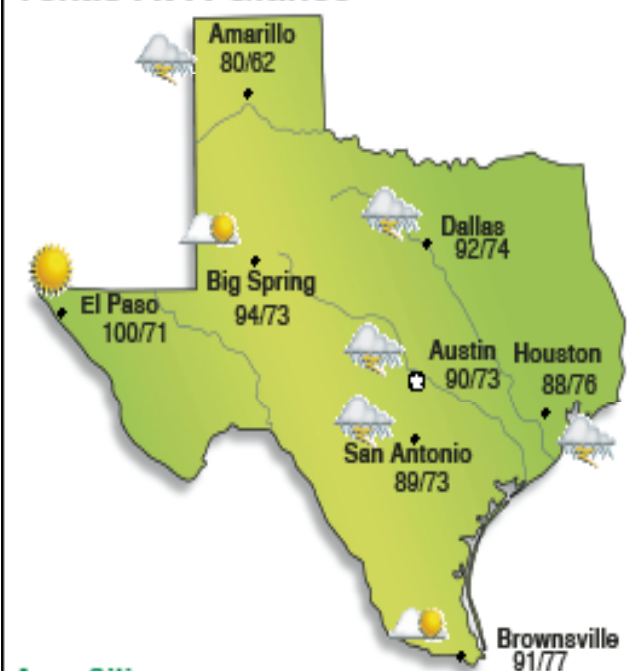 Amarillo
80/62
Dallas
92/74
Big Spring
94/73
El Paso
100/71
Austin
90/73
Houston
88/76
San Antonio
89/73
Brownsville
91/77